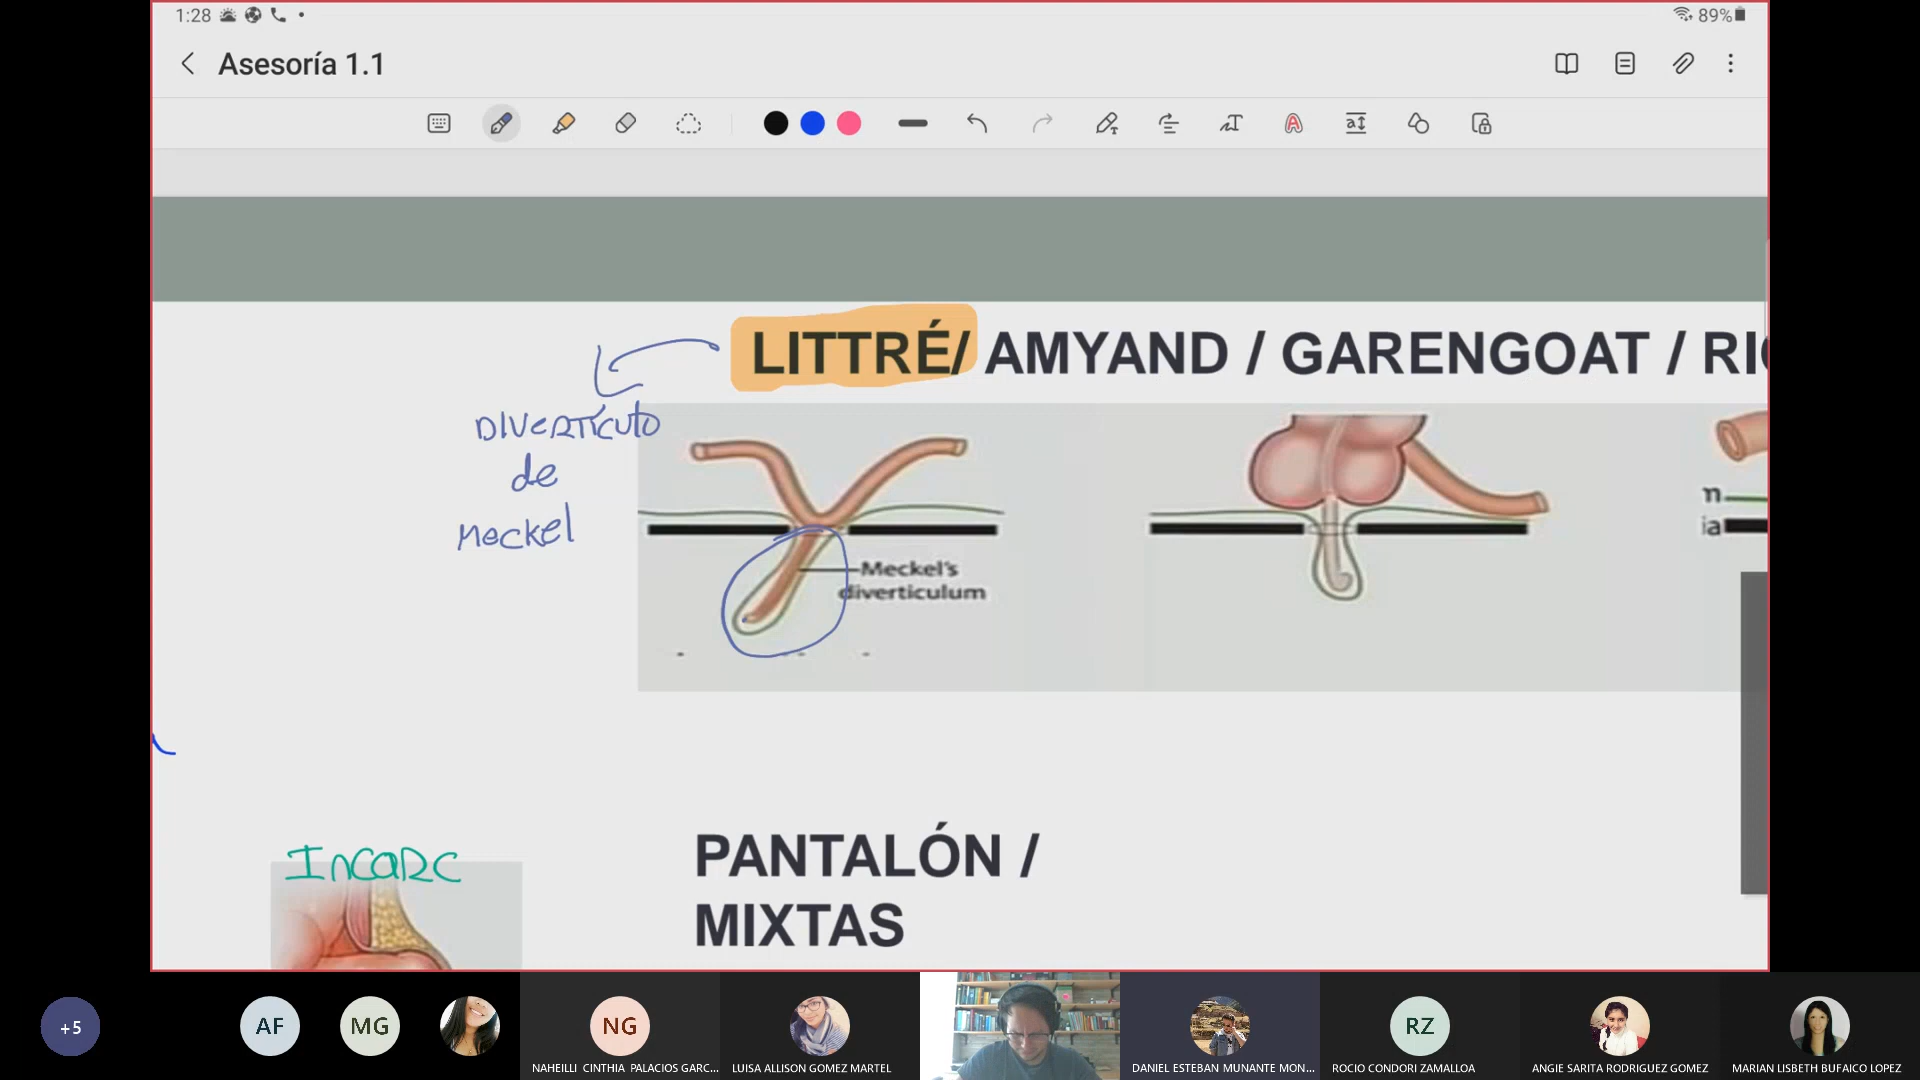 1:28
89%
Asesoría 1.1
LITTRÉ/ AMYAND / GARENGOAT / RI
DIVERTÍCULO
de
Meckel
Meckel's
diverticulum
n
ia
Incarc
PANTALÓN /
MIXTAS
+5
AF
MG
NG
RZ
NAHEILLI CINTHIA PALACIOS GARC...
LUISA ALLISON GOMEZ MARTEL
DANIEL ESTEBAN MUNANTE MON...
ROCIO CONDORI ZAMALLOA
ANGIE SARITA RODRIGUEZ GOMEZ
MARIAN LISBETH BUFAICO LOPEZ